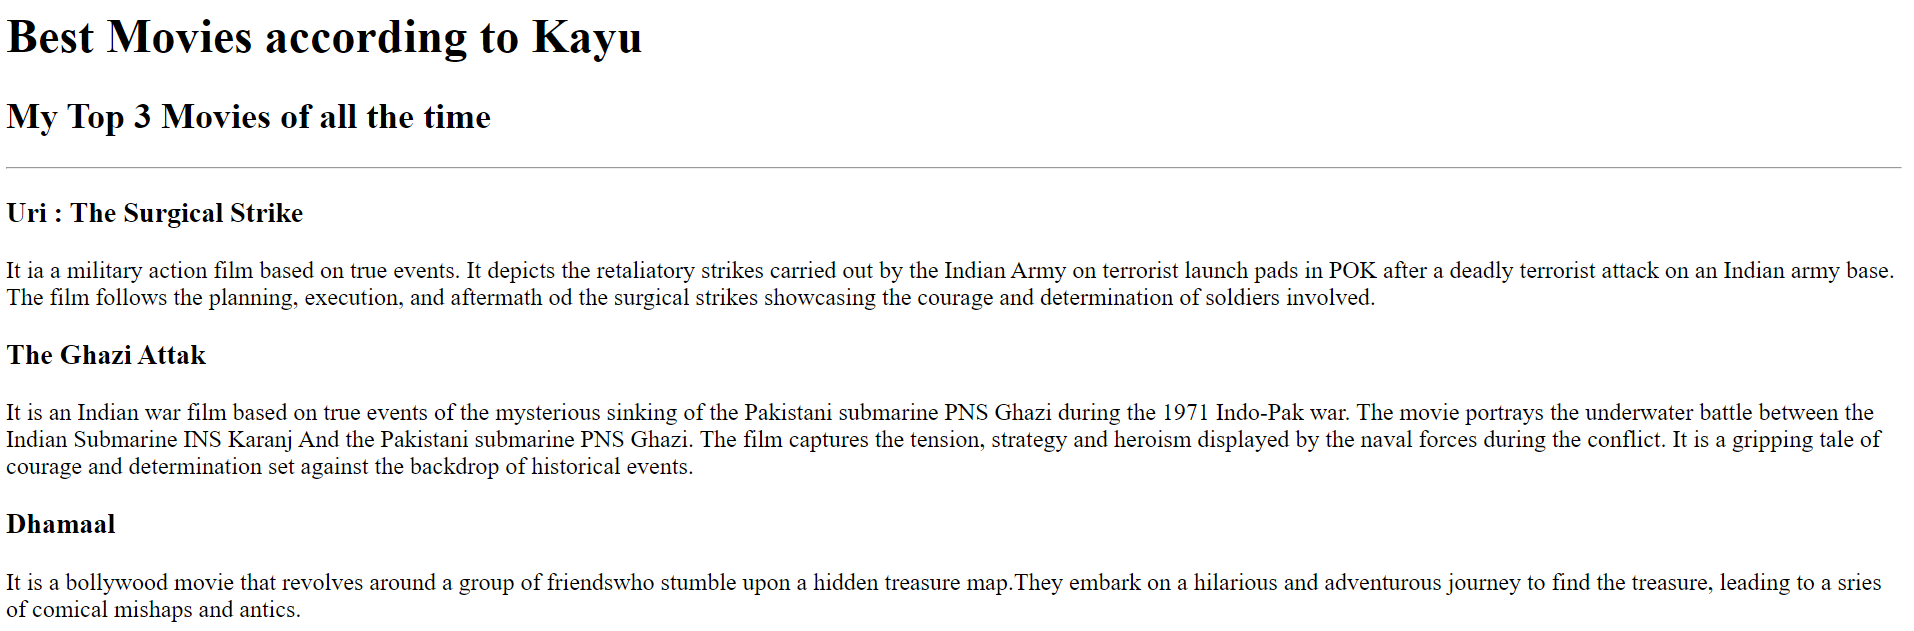 Best Movies according to Kayu
My Top 3 Movies of all the time
Uri : The Surgical Strike
It ia a military action film based on true events. It depicts the retaliatory strikes carried out by the Indian Army on terrorist launch pads in POK after a deadly terrorist attack on an Indian army base.
The film follows the planning, execution, and aftermath od the surgical strikes showcasing the courage and determination of soldiers involved.
The Ghazi Attak
It is an Indian war film based on true events of the mysterious sinking of the Pakistani submarine PNS Ghazi during the 1971 Indo-Pak war. The movie portrays the underwater battle between the
Indian Submarine INS Karanj And the Pakistani submarine PNS Ghazi. The film captures the tension, strategy and heroism displayed by the naval forces during the conflict. It is a gripping tale of
courage and determination set against the backdrop of historical events.
Dhamaal
It is a bollywood movie that revolves around a group of friendswho stumble upon a hidden treasure map.They embark on a hilarious and adventurous journey to find the treasure, leading to a sries
of comical mishaps and antics.